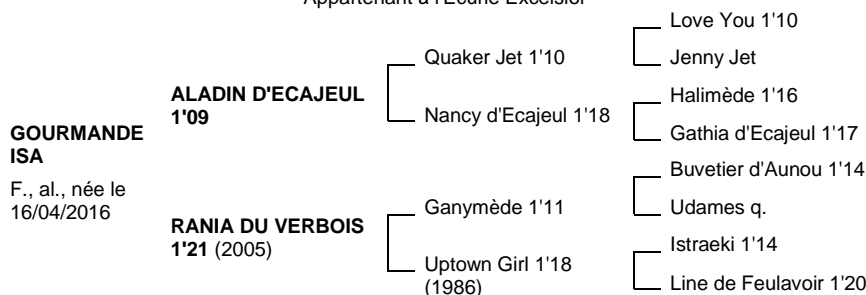 Appartenant à l'Ecurie Excelsior
Love You 1'10
Quaker Jet 1'10
Jenny Jet
ALADIN D'ECAJEUL
1'09
Halimède 1'16
Nancy d'Ecajeul 1'18
Gathia d'Ecajeul 1'17
GOURMANDE
ISA
F., al., née le
16/04/2016
Buvetier d'Aunou 1'14
Ganymède 1'11
Udames q.
RANIA DU VERBOIS
1'21 (2005)
Istraeki 1'14
Uptown Girl 1'18
(1986)
Line de Feulavoir 1'20